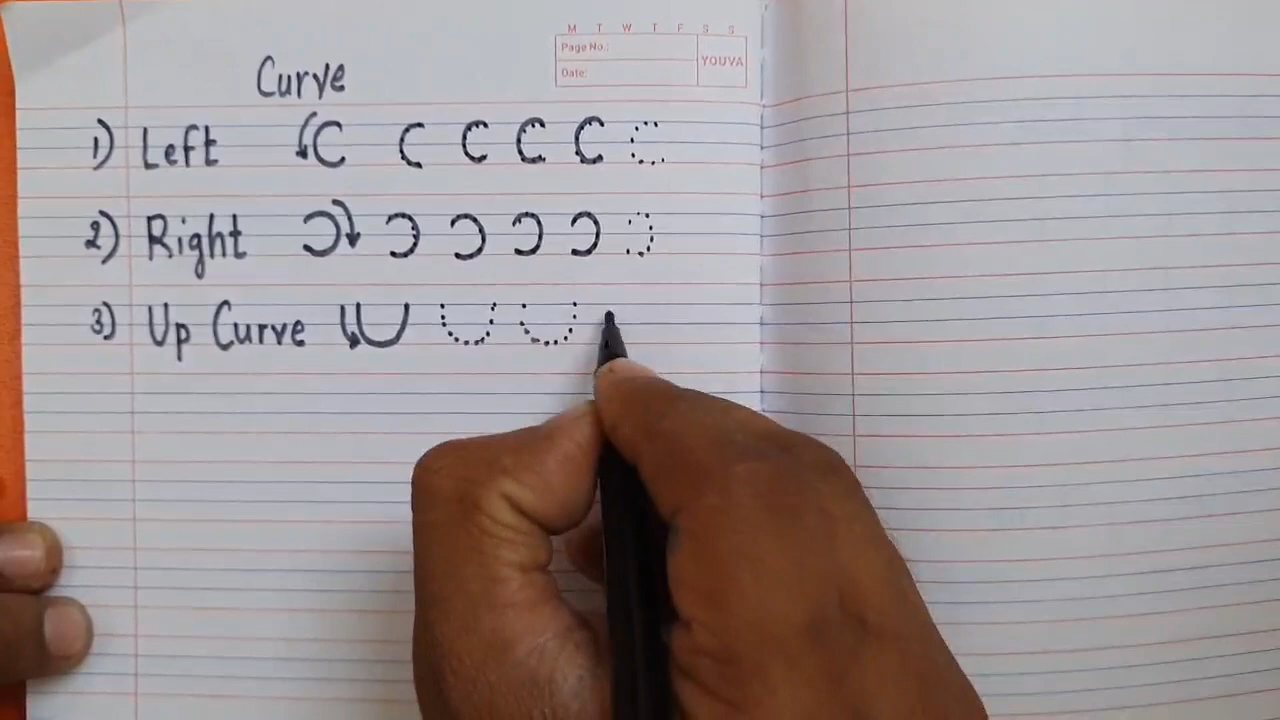 M T W T F S S
Page No.:
YOUVA
Date:
Curve
1) Left C C C C C C
2) Right
3) Up Curve